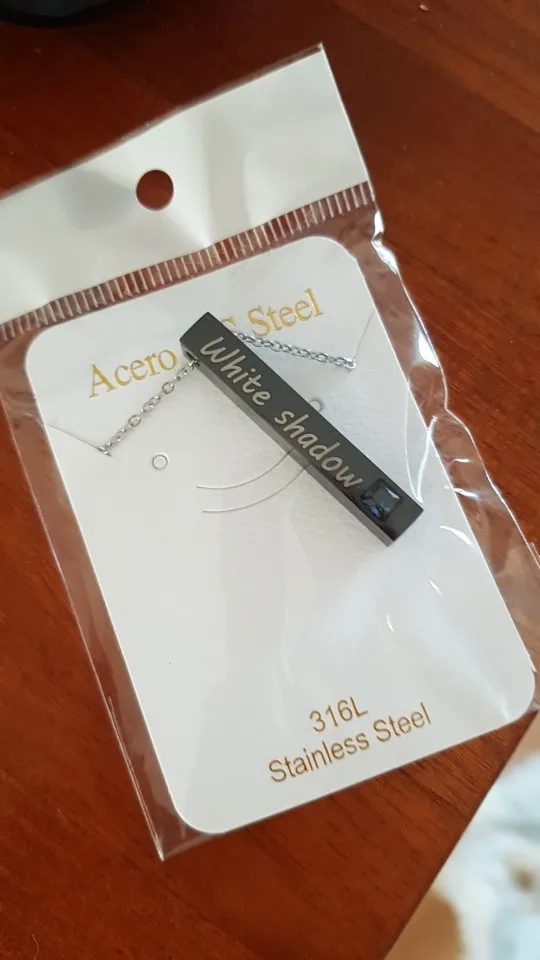 Acero Steel
White shadow
316L
Stainless Steel